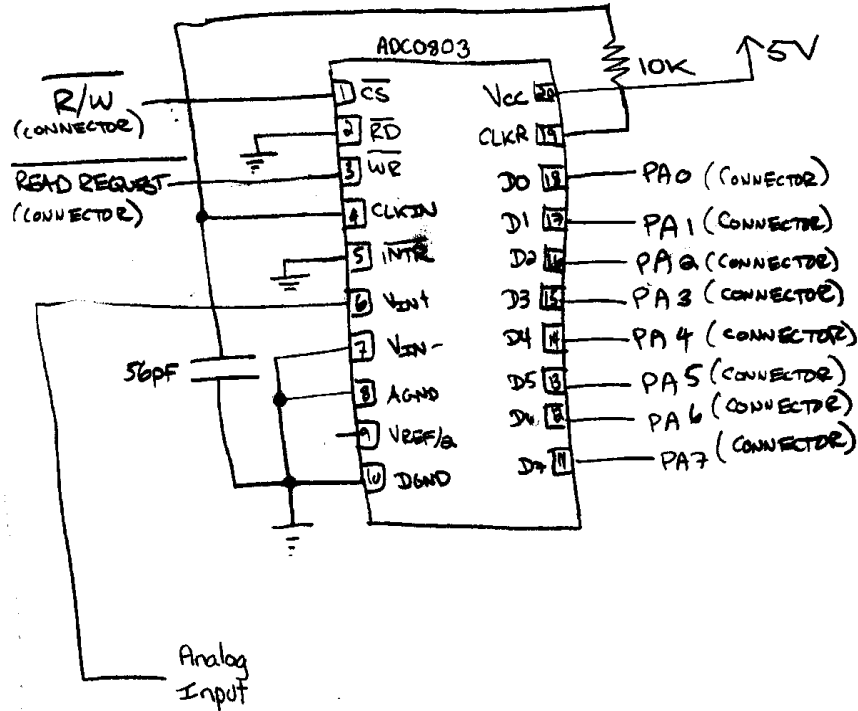 ADC0803
R/W
(CONNECTOR)
READ REQUEST
(CONNECTOR)
1 CS
2 RD
3 WR
4 CLKIN
5 INTR
6 VIN+
7 VIN-
8 AGND
9 VREF/2
10 DGND
56pF
Analog
Input
10K
5V
Vcc 20
CLKR 19
D0 18 PA0 (CONNECTOR)
D1 17 PA1 (CONNECTOR)
D2 16 PA2 (CONNECTOR)
D3 15 PA3 (CONNECTOR)
D4 14 PA4 (CONNECTOR)
D5 13 PA5 (CONNECTOR)
D6 12 PA6 (CONNECTOR)
D7 11 PA7 (CONNECTOR)